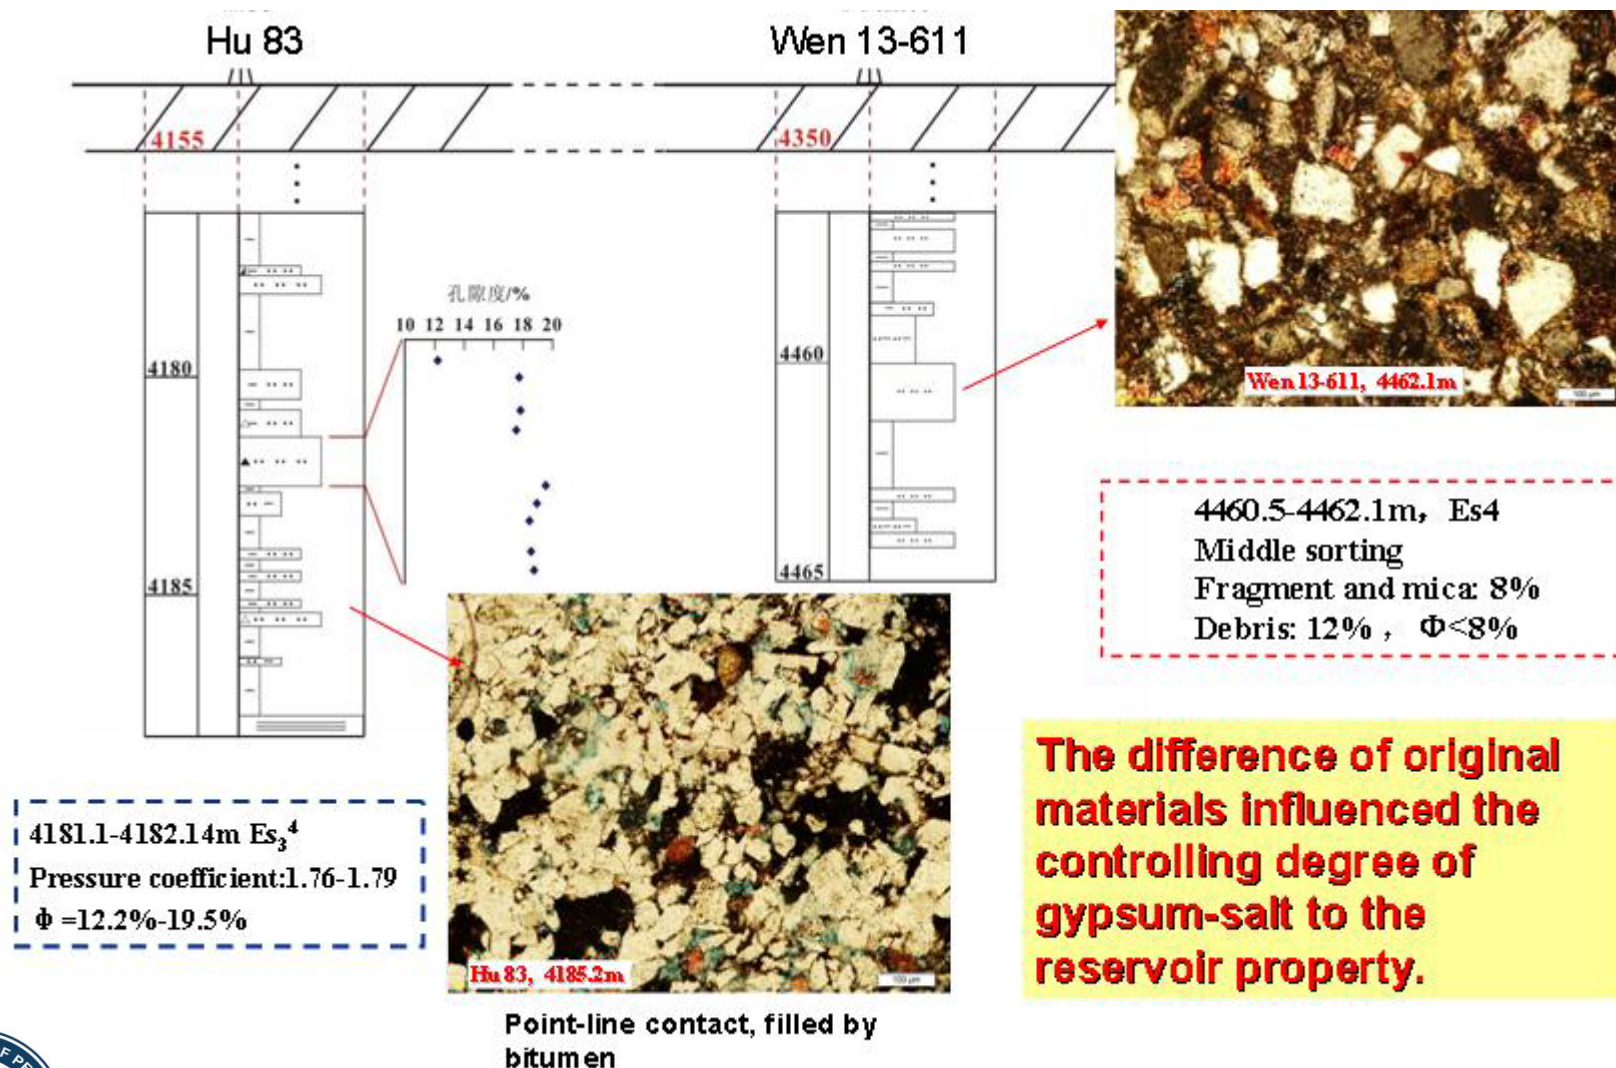 Hu 83
Wen 13-611
4155
4350
孔隙度/%
10 12 14 16 18 20
4180
4185
4460
4465
Wen 13-611, 4462.1m
100 μm
4460.5-4462.1m, Es4
Middle sorting
Fragment and mica: 8%
Debris: 12% , Φ<8%
4181.1-4182.14m Es₃⁴
Pressure coefficient:1.76-1.79
Φ =12.2%-19.5%
Hu 83, 4185.2m
100 μm
Point-line contact, filled by
bitumen
The difference of original
materials influenced the
controlling degree of
gypsum-salt to the
reservoir property.